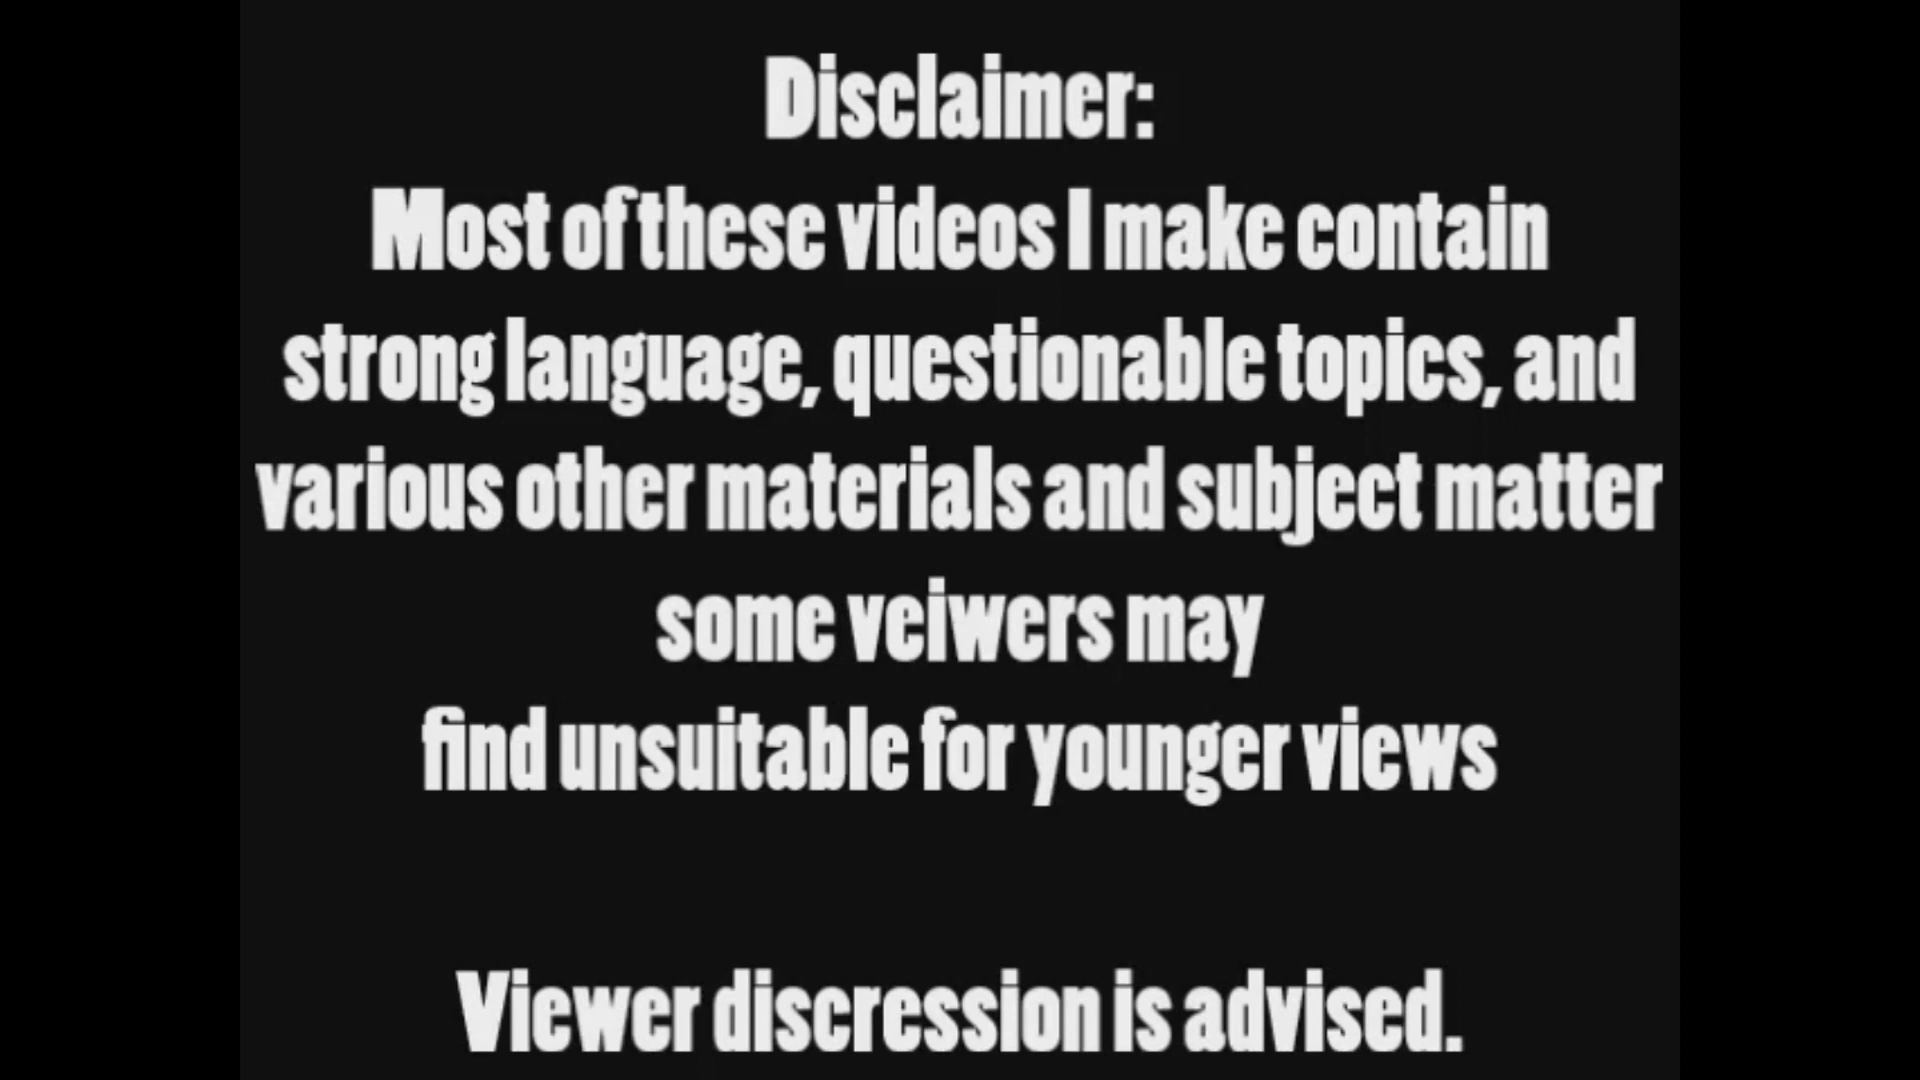 Disclaimer:
Most of these videos I make contain
strong language, questionable topics, and
various other materials and subject matter
some veiwers may
find unsuitable for younger views
Viewer discression is advised.